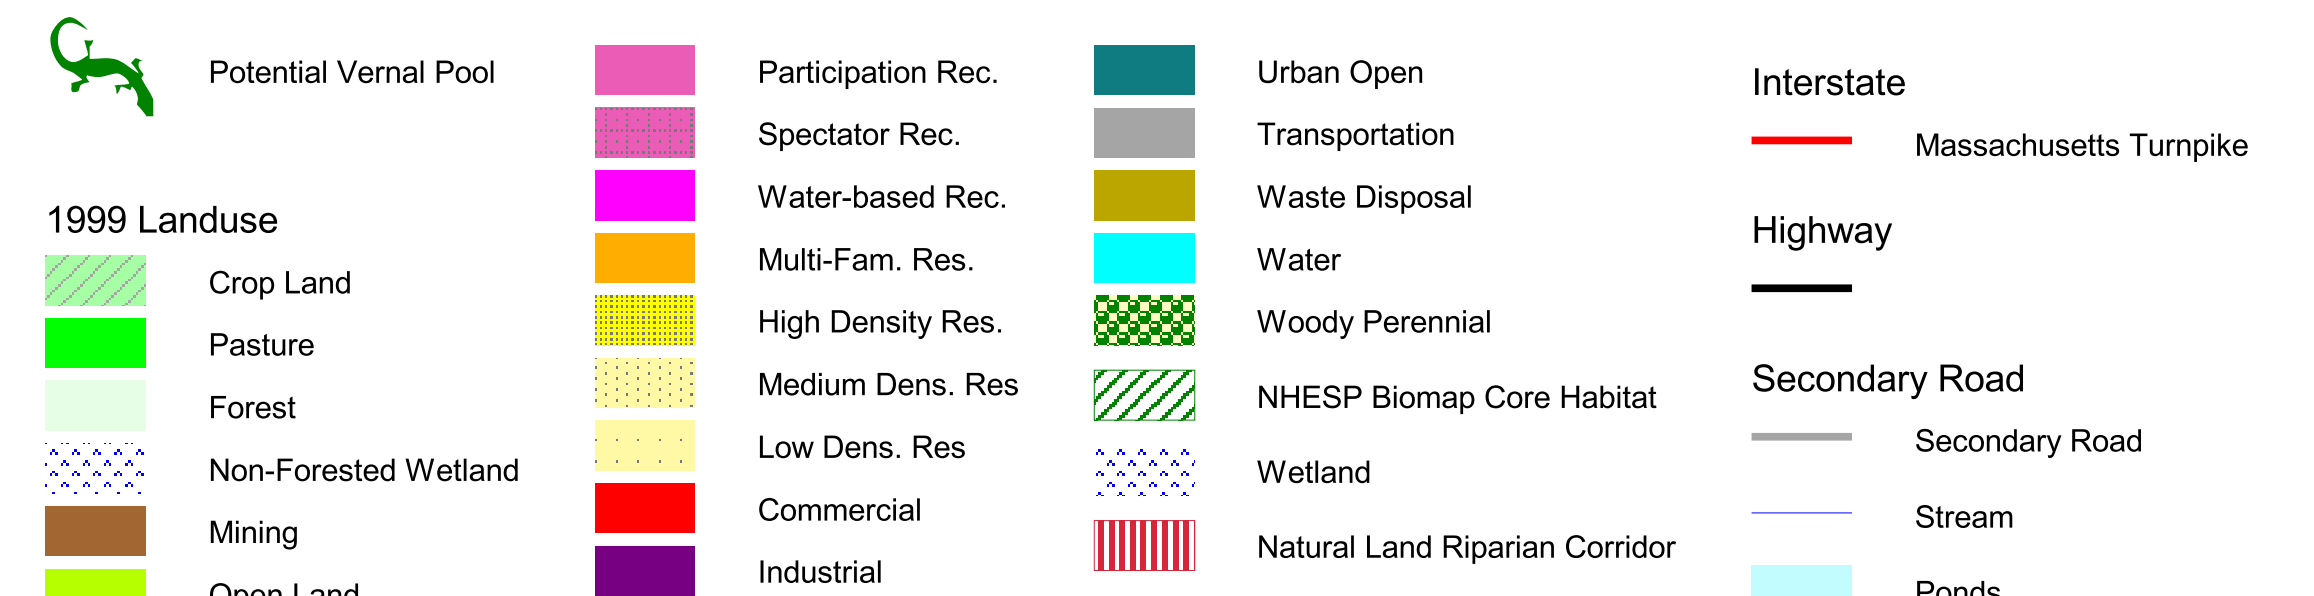 Potential Vernal Pool
1999 Landuse
Crop Land
Pasture
Forest
Non-Forested Wetland
Mining
Open Land
Participation Rec.
Spectator Rec.
Water-based Rec.
Multi-Fam. Res.
High Density Res.
Medium Dens. Res
Low Dens. Res
Commercial
Industrial
Urban Open
Transportation
Waste Disposal
Water
Woody Perennial
NHESP Biomap Core Habitat
Wetland
Natural Land Riparian Corridor
Interstate
Massachusetts Turnpike
Highway
Secondary Road
Secondary Road
Stream
Ponds